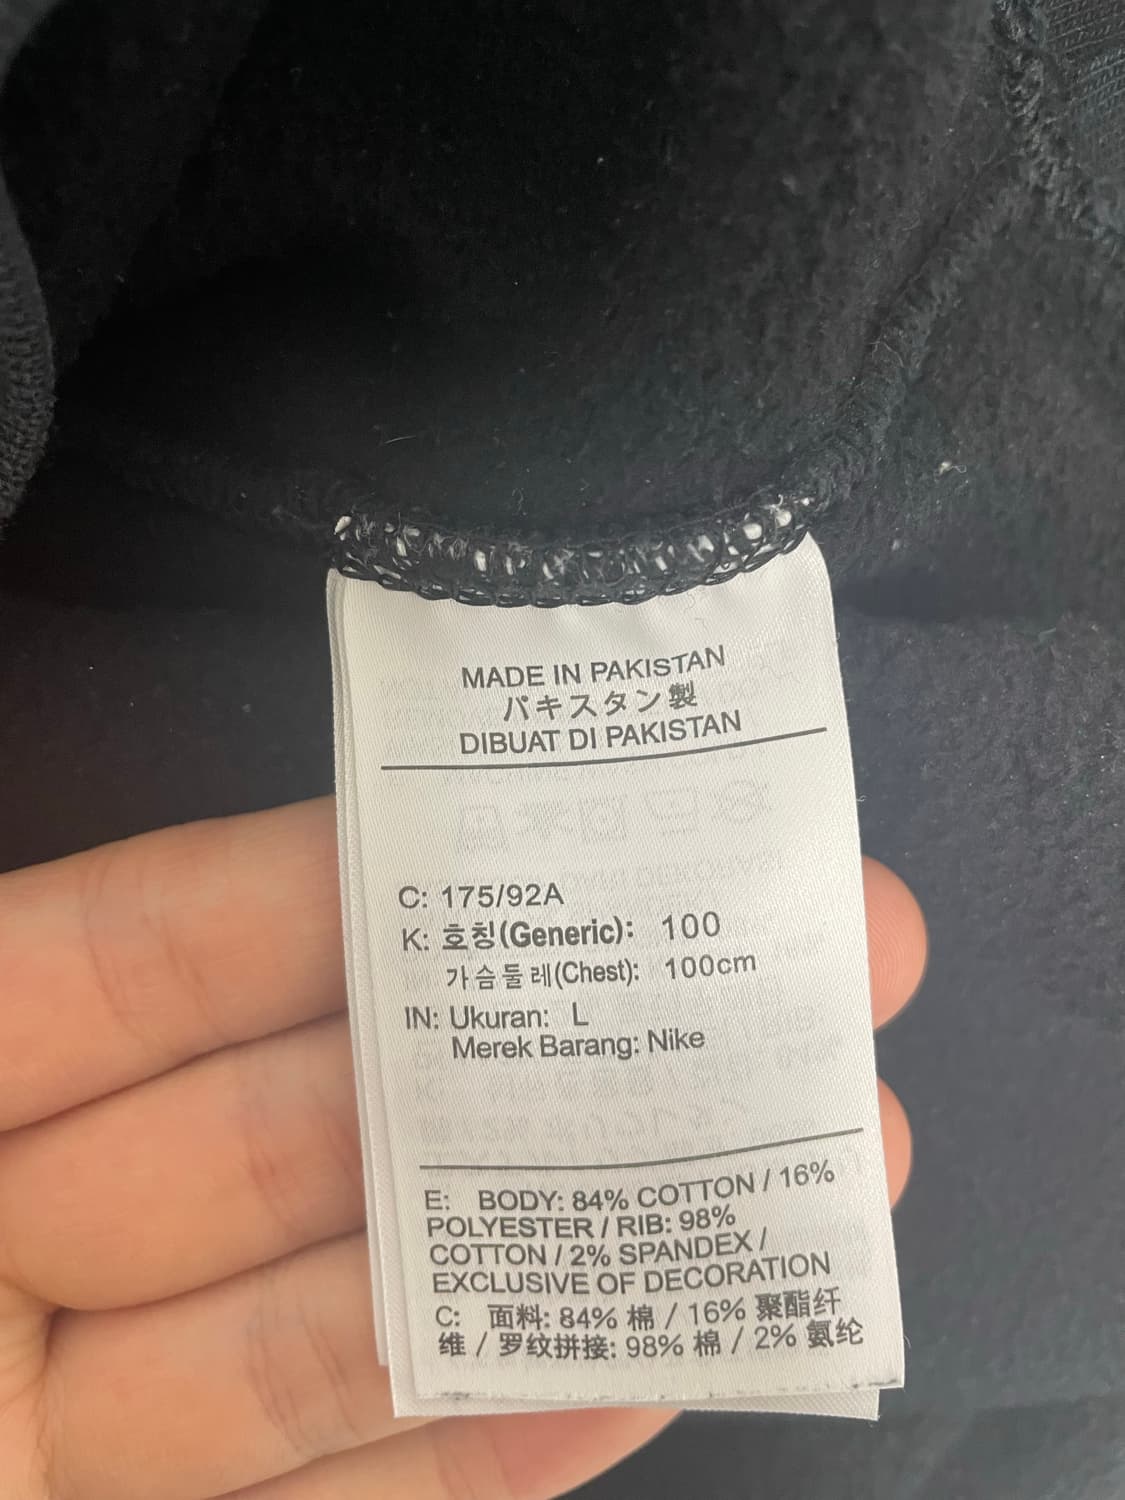 MADE IN PAKISTAN
パキスタン製
DIBUAT DI PAKISTAN
C: 175/92A
K: 호칭(Generic): 100
가슴둘레(Chest): 100cm
IN: Ukuran: L
Merek Barang: Nike
E: BODY: 84% COTTON / 16%
POLYESTER / RIB: 98%
COTTON / 2% SPANDEX /
EXCLUSIVE OF DECORATION
C: 面料: 84% 棉 / 16% 聚酯纤
维 / 罗纹拼接: 98% 棉 / 2% 氨纶